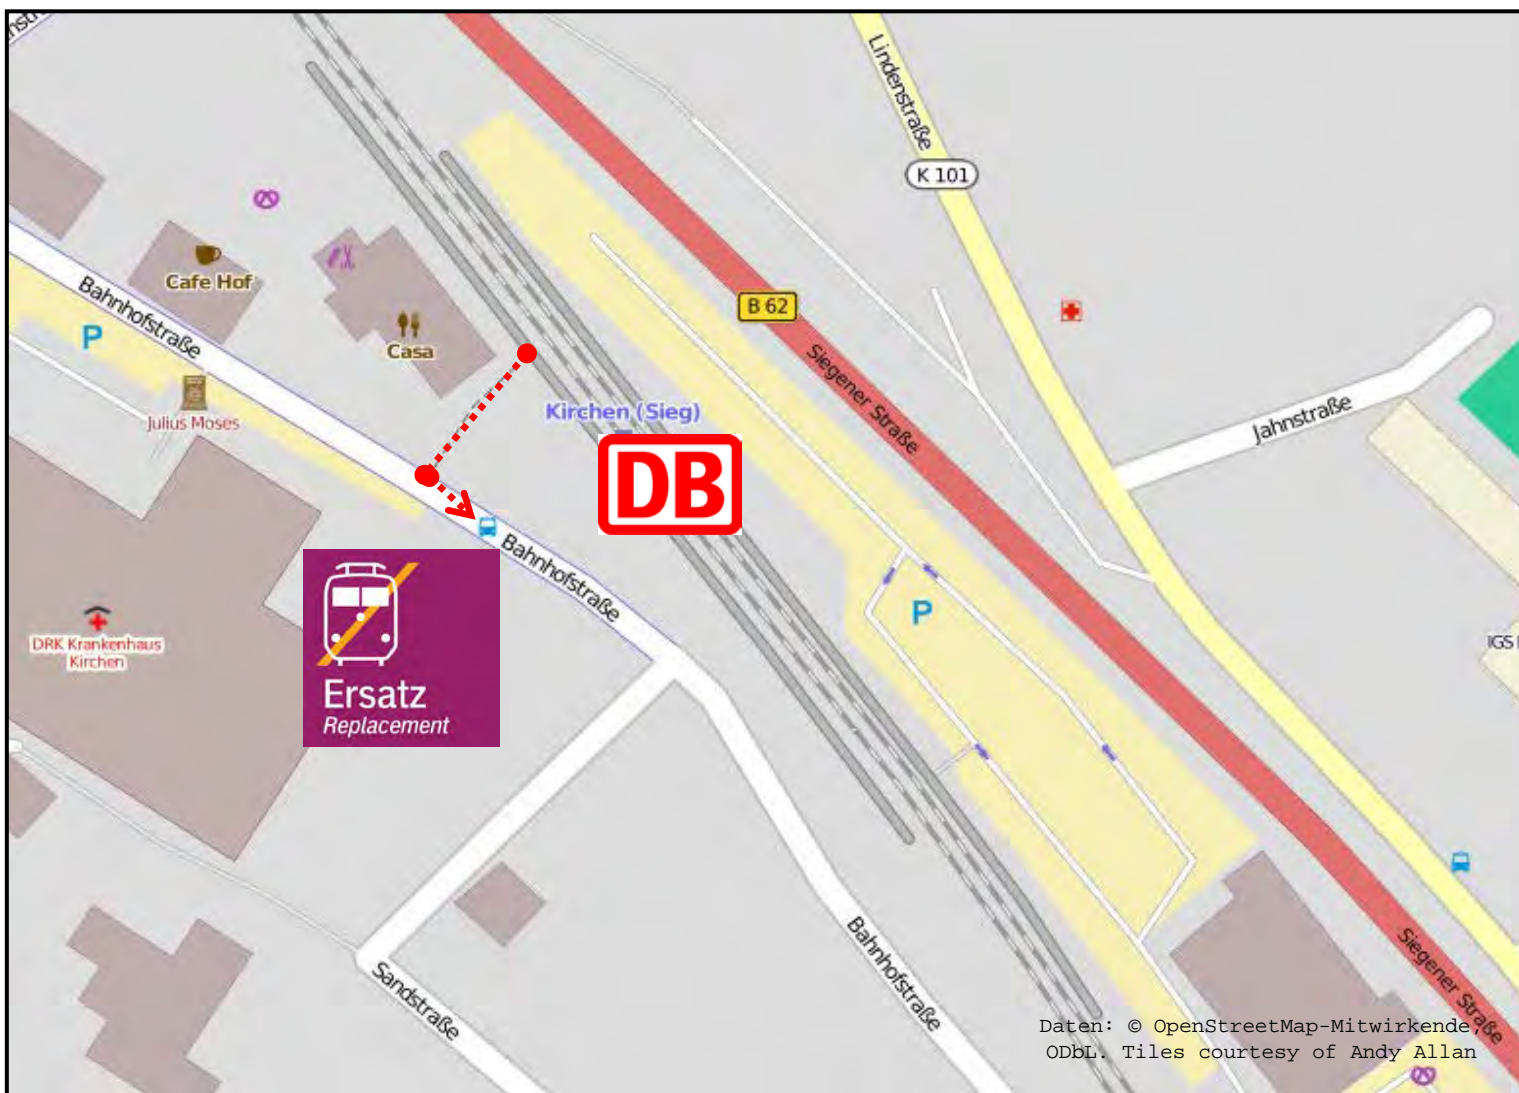 Lindenstraße
K 101
Cafe Hof
Bahnhofstraße
P
Casa
B 62
Siegener Straße
Jahnstraße
Julius Moses
Kirchen (Sieg)
DB
Bahnhofstraße
P
DRK Krankenhaus
Kirchen
IGS
Ersatz
Replacement
Sandstraße
Bahnhofstraße
Siegener Straße
Daten: © OpenStreetMap-Mitwirkende,
ODbL. Tiles courtesy of Andy Allan